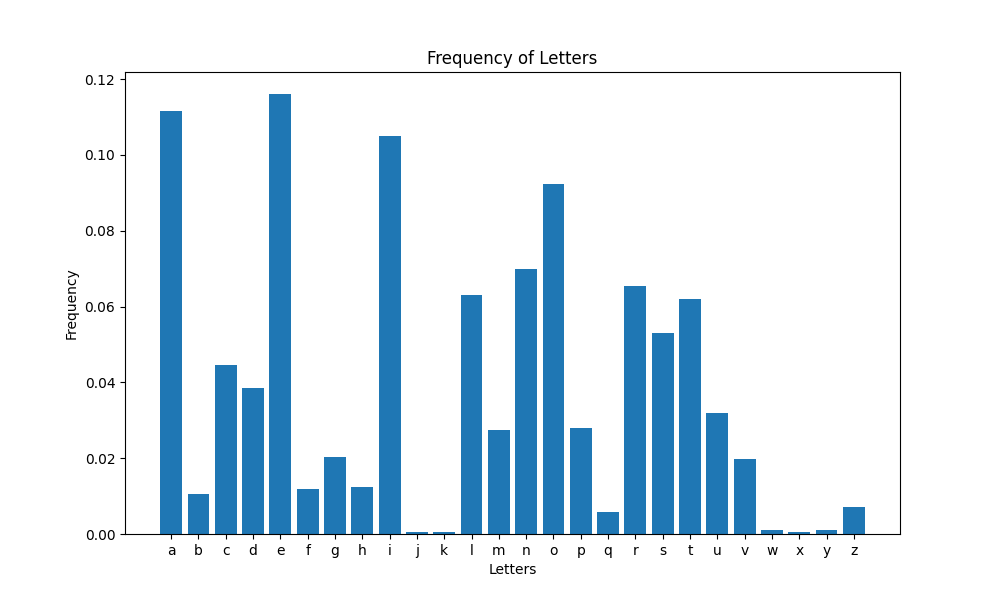 Frequency of Letters
0.12
0.10
0.08
0.06
0.04
0.02
0.00
Frequency
a b c d e f g h i j k l m n o p q r s t u v w x y z
Letters